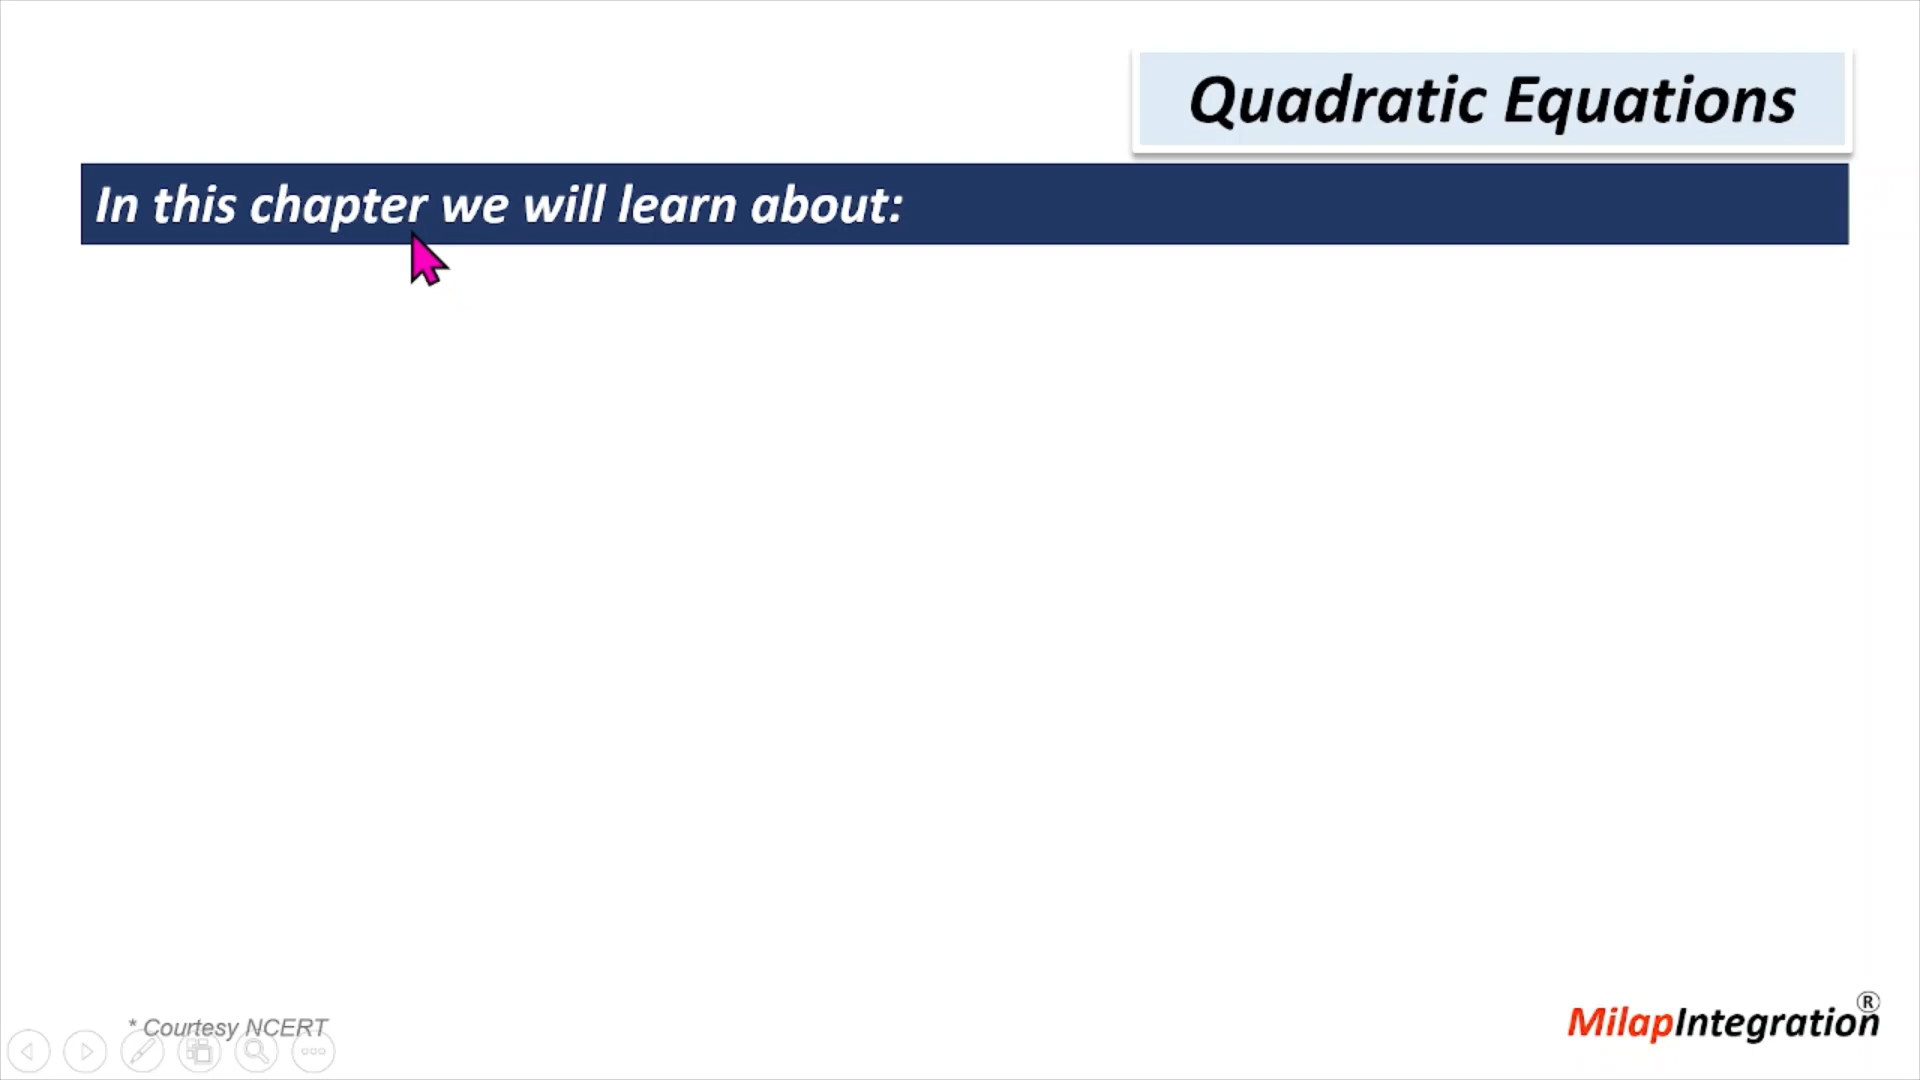 Quadratic Equations
In this chapter we will learn about:
* Courtesy NCERT
MilapIntegration®